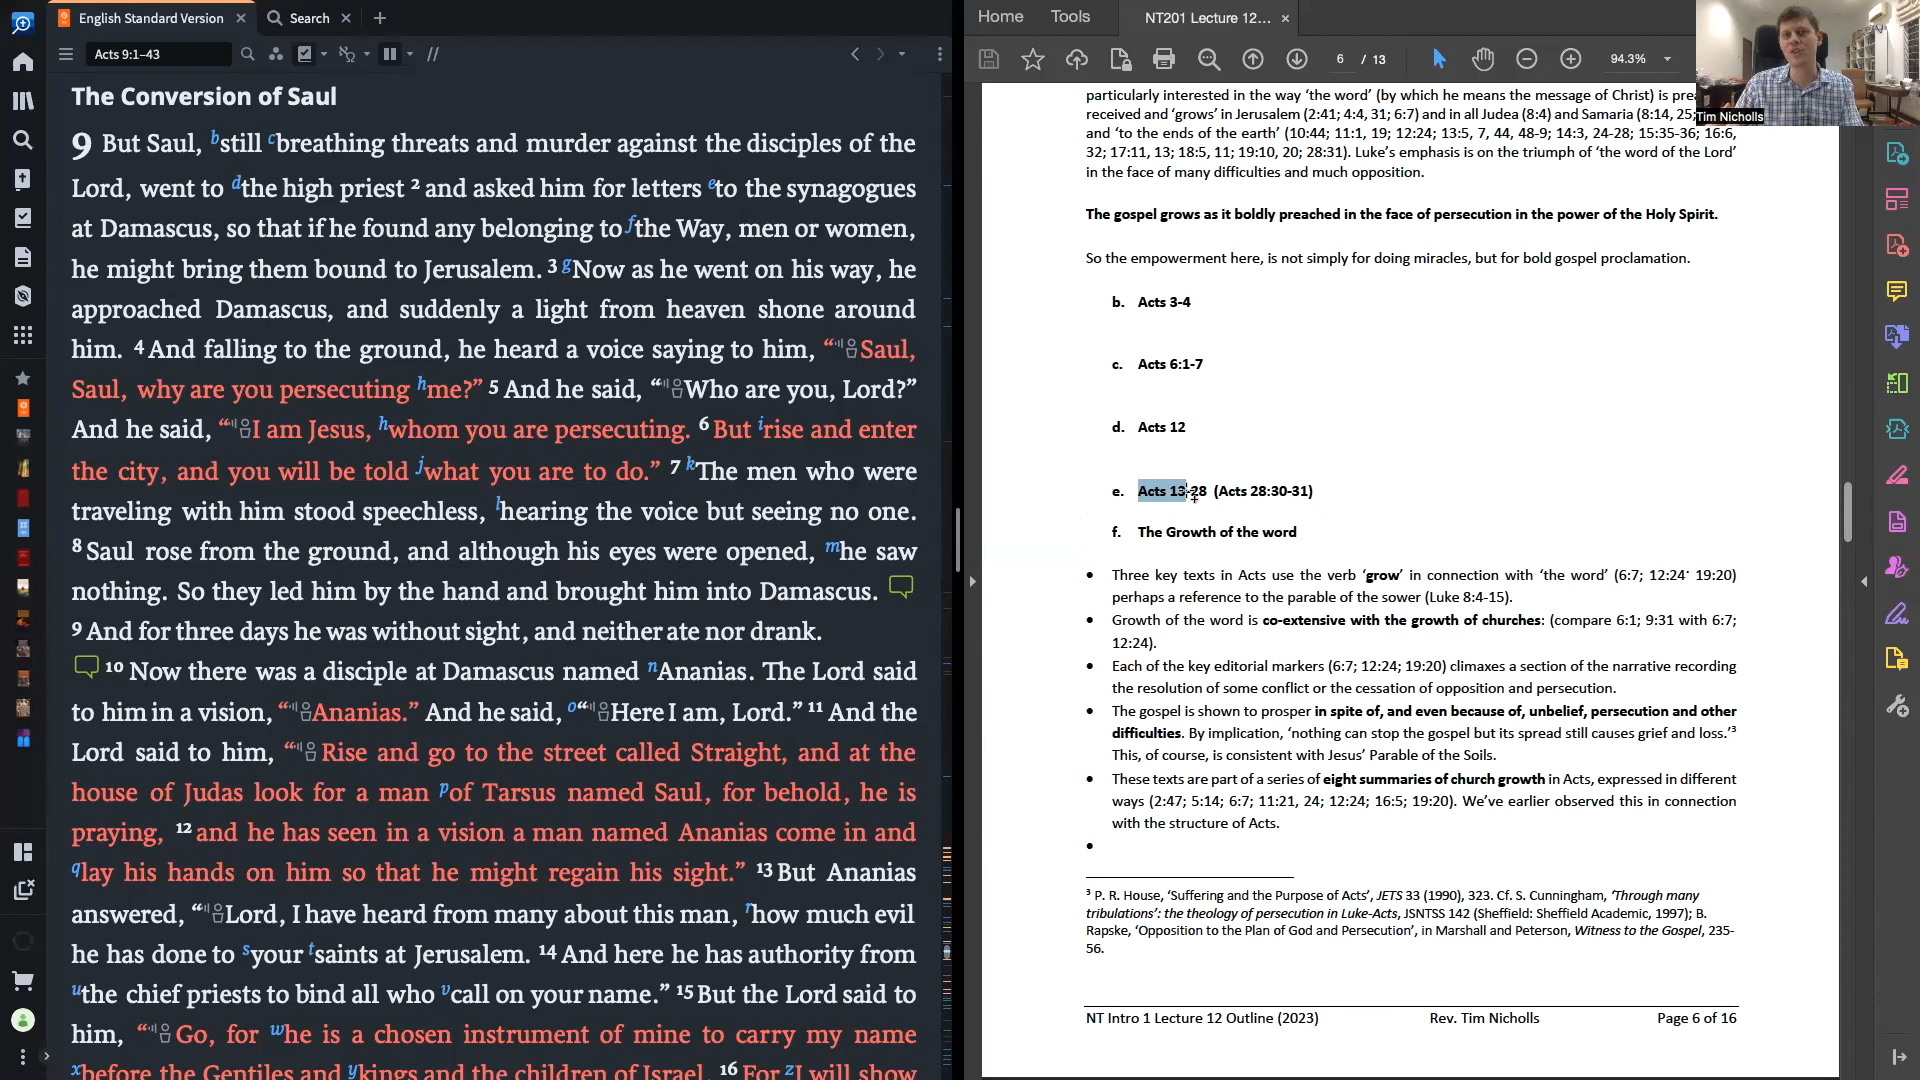 English Standard Version
Search
Acs 9:1–43
The Conversion of Saul
9 But Saul, bstill cbreathing threats and murder against the disciples of the
Lord, went to dthe high priest 2 and asked him for letters eto the synagogues
at Damascus, so that if he found any belonging to fthe Way, men or women,
he might bring them bound to Jerusalem. 3 gNow as he went on his way, he
approached Damascus, and suddenly a light from heaven shone around
him. 4 And falling to the ground, he heard a voice saying to him, “Saul,
Saul, why are you persecuting hme?” 5 And he said, “Who are you, Lord?”
And he said, “I am Jesus, hwhom you are persecuting. 6 But irise and enter
the city, and you will be told jwhat you are to do.” 7 kThe men who were
traveling with him stood speechless, lhearing the voice but seeing no one.
8 Saul rose from the ground, and although his eyes were opened, mhe saw
nothing. So they led him by the hand and brought him into Damascus.
9 And for three days he was without sight, and neither ate nor drank.
10 Now there was a disciple at Damascus named nAnanias. The Lord said
to him in a vision, “Ananias.” And he said, o“Here I am, Lord.” 11 And the
Lord said to him, “Rise and go to the street called Straight, and at the
house of Judas look for a man pof Tarsus named Saul, for behold, he is
praying, 12 and he has seen in a vision a man named Ananias come in and
qlay his hands on him so that he might regain his sight.” 13 But Ananias
answered, “Lord, I have heard from many about this man, rhow much evil
he has done to syour tsaints at Jerusalem. 14 And here he has authority from
uthe chief priests to bind all who vcall on your name.” 15 But the Lord said to
him, “Go, for whe is a chosen instrument of mine to carry my name
xbefore the Gentiles and ykings and the children of Israel. 16 For zI will show
Home Tools NT201 Lecture 12...
6 / 13 94.3%
Tim Nicholls
particularly interested in the way ‘the word’ (by which he means the message of Christ) is
received and ‘grows’ in Jerusalem (2:41; 4:4, 31; 6:7) and in all Judea (8:4) and Samaria (8:14, 25;
and ‘to the ends of the earth’ (10:44; 11:1, 19; 12:24; 13:5, 7, 44, 48-9; 14:3, 24-28; 15:35-36; 16:6,
32; 17:11, 13; 18:5, 11; 19:10, 20; 28:31). Luke’s emphasis is on the triumph of ‘the word of the Lord’
in the face of many difficulties and much opposition.
The gospel grows as it boldly preached in the face of persecution in the power of the Holy Spirit.
So the empowerment here, is not simply for doing miracles, but for bold gospel proclamation.
b. Acts 3-4
c. Acts 6:1-7
d. Acts 12
e. Acts 13-28 (Acts 28:30-31)
f. The Growth of the word
• Three key texts in Acts use the verb ‘grow’ in connection with ‘the word’ (6:7; 12:24· 19:20)
perhaps a reference to the parable of the sower (Luke 8:4-15).
• Growth of the word is co-extensive with the growth of churches: (compare 6:1; 9:31 with 6:7;
12:24).
• Each of the key editorial markers (6:7; 12:24; 19:20) climaxes a section of the narrative recording
the resolution of some conflict or the cessation of opposition and persecution.
• The gospel is shown to prosper in spite of, and even because of, unbelief, persecution and other
difficulties. By implication, ‘nothing can stop the gospel but its spread still causes grief and loss.’3
This, of course, is consistent with Jesus’ Parable of the Soils.
• These texts are part of a series of eight summaries of church growth in Acts, expressed in different
ways (2:47; 5:14; 6:7; 11:21, 24; 12:24; 16:5; 19:20). We’ve earlier observed this in connection
with the structure of Acts.
•
3 P. R. House, ‘Suffering and the Purpose of Acts’, JETS 33 (1990), 323. Cf. S. Cunningham, ‘Through many
tribulations’: the theology of persecution in Luke-Acts, JSNTSS 142 (Sheffield: Sheffield Academic, 1997); B.
Rapske, ‘Opposition to the Plan of God and Persecution’, in Marshall and Peterson, Witness to the Gospel, 235-
56.
NT Intro 1 Lecture 12 Outline (2023) Rev. Tim Nicholls Page 6 of 16